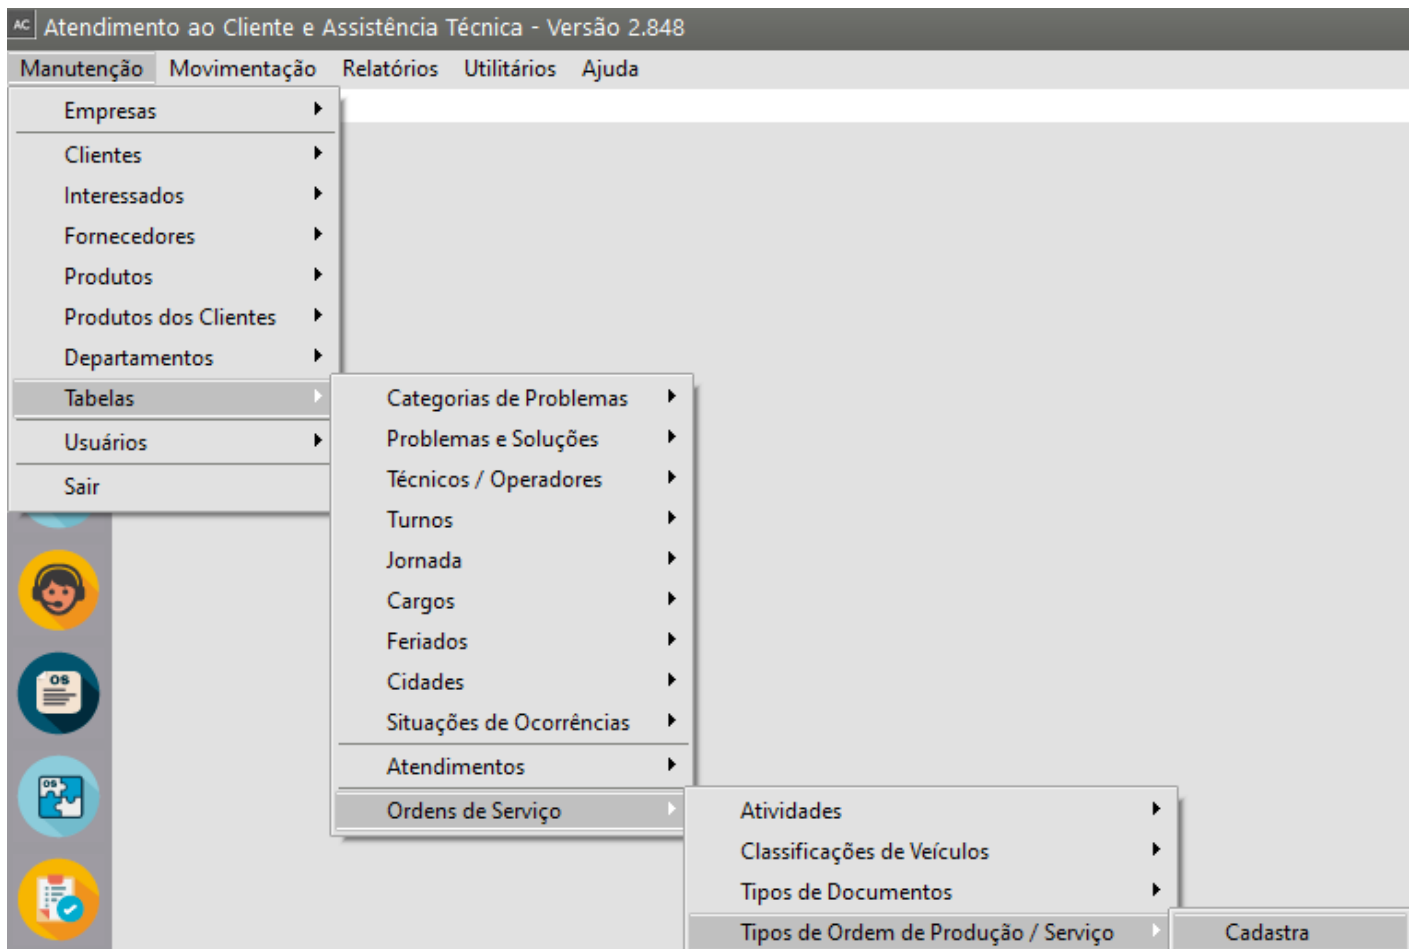 AC Atendimento ao Cliente e Assistência Técnica - Versão 2.848
Manutenção Movimentação Relatórios Utilitários Ajuda
Empresas
Clientes
Interessados
Fornecedores
Produtos
Produtos dos Clientes
Departamentos
Tabelas
Usuários
Sair
Categorias de Problemas
Problemas e Soluções
Técnicos / Operadores
Turnos
Jornada
Cargos
Feriados
Cidades
Situações de Ocorrências
Atendimentos
Ordens de Serviço
Atividades
Classificações de Veículos
Tipos de Documentos
Tipos de Ordem de Produção / Serviço
Cadastra
OS
OS